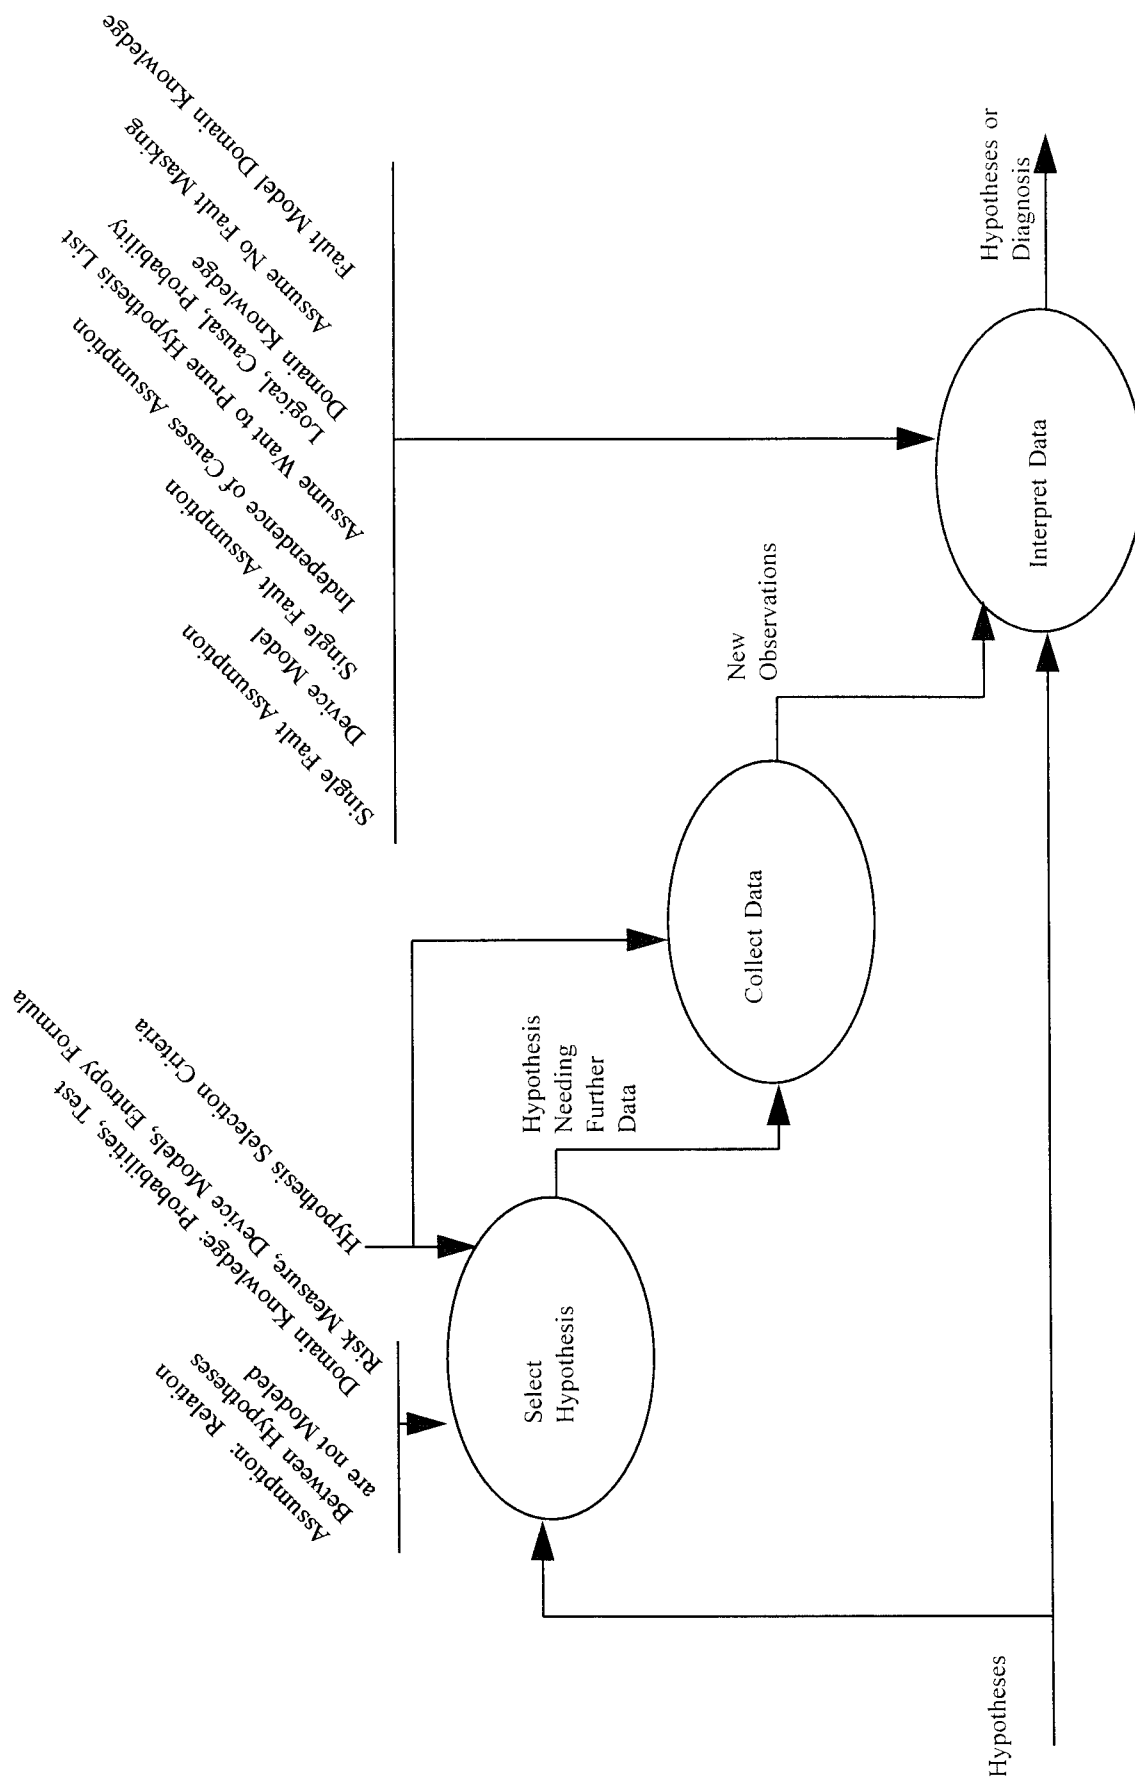 Assumption: Relation
Between Hypotheses
are not Modeled
Domain Knowledge: Probabilities, Test
Risk Measure, Device Models, Entropy Formula
Hypothesis Selection Criteria
Single Fault Assumption
Device Model
Single Fault Assumption
Independence of Causes Assumption
Assume Want to Prune Hypothesis List
Logical, Causal, Probability
Domain Knowledge
Assume No Fault Masking
Fault Model Domain Knowledge
Select
Hypothesis
Hypothesis
Needing
Further
Data
Collect Data
New
Observations
Interpret Data
Hypotheses or
Diagnosis
Hypotheses